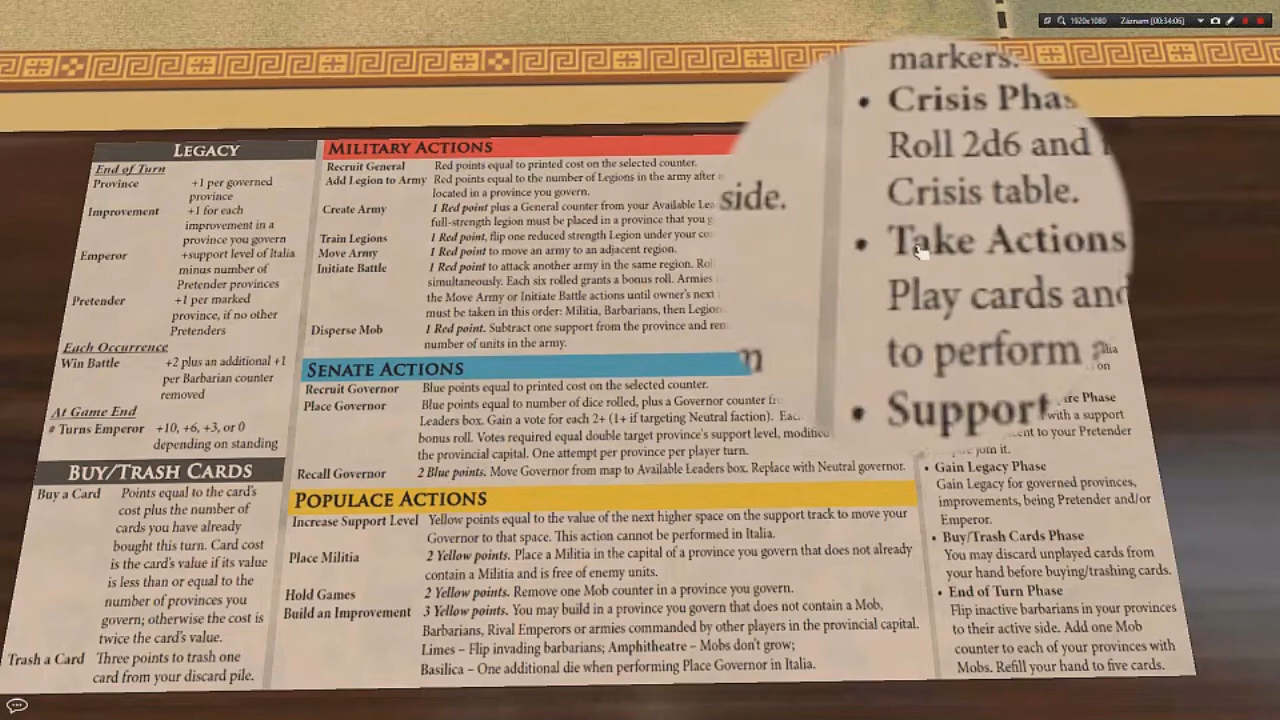 1920x1080 Záznam [00:34:06]
LEGACY
End of Turn
Province +1 per governed
province
Improvement +1 for each
improvement in a
province you govern
Emperor +support level of Italia
minus number of
Pretender provinces
Pretender +1 per marked
province, if no other
Pretenders
Each Occurrence
Win Battle +2 plus an additional +1
per Barbarian counter
removed
At Game End
# Turns Emperor +10, +6, +3, or 0
depending on standing
BUY/TRASH CARDS
Buy a Card Points equal to the card's
cost plus the number of
cards you have already
bought this turn. Card cost
is the card's value if its value
is less than or equal to the
number of provinces you
govern; otherwise the cost is
twice the card's value.
Trash a Card Three points to trash one
card from your discard pile.
MILITARY ACTIONS
Recruit General Red points equal to printed cost on the selected counter.
Add Legion to Army Red points equal to the number of Legions in the army after
located in a province you govern.
Create Army 1 Red point plus a General counter from your Available
full-strength legion must be placed in a province that you
Train Legions 1 Red point, flip one reduced strength Legion under your
Move Army 1 Red point to move an army to an adjacent region.
Initiate Battle 1 Red point to attack another army in the same region.
simultaneously. Each six rolled grants a bonus roll. Armies
the Move Army or Initiate Battle actions until owner's next
must be taken in this order: Militia, Barbarians, then
Disperse Mob 1 Red point. Subtract one support from the province and
number of units in the army.
SENATE ACTIONS
Recruit Governor Blue points equal to printed cost on the selected counter.
Place Governor Blue points equal to number of dice rolled, plus a Governor counter
Leaders box. Gain a vote for each 2+ (1+ if targeting Neutral faction).
bonus roll. Votes required equal double target province's support level, modified
the provincial capital. One attempt per province per player turn.
Recall Governor 2 Blue points. Move Governor from map to Available Leaders box. Replace with Neutral governor.
POPULACE ACTIONS
Increase Support Level Yellow points equal to the value of the next higher space on the support track to move your
Governor to that space. This action cannot be performed in Italia.
Place Militia 2 Yellow points. Place a Militia in the capital of a province you govern that does not already
contain a Militia and is free of enemy units.
Hold Games 2 Yellow points. Remove one Mob counter in a province you govern.
Build an Improvement 3 Yellow points. You may build in a province you govern that does not contain a Mob,
Barbarians, Rival Emperors or armies commanded by other players in the provincial capital.
Limes – Flip invading barbarians; Amphitheatre – Mobs don't grow;
Basilica – One additional die when performing Place Governor in Italia.
side.
markers.
• Crisis
Roll 2d6 and
Crisis table.
• Take Actions
Play cards and
to perform
• Support
on
Phase
with a support
to your Pretender
join it.
• Gain Legacy Phase
Gain Legacy for governed provinces,
improvements, being Pretender and/or
Emperor.
• Buy/Trash Cards Phase
You may discard unplayed cards from
your hand before buying/trashing cards.
• End of Turn Phase
Flip inactive barbarians in your provinces
to their active side. Add one Mob
counter to each of your provinces with
Mobs. Refill your hand to five cards.